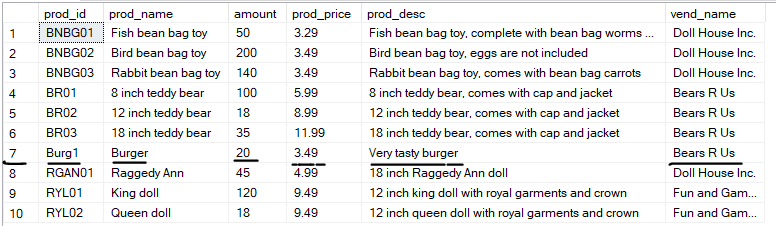 prod_id prod_name amount prod_price prod_desc vend_name
1 BNBG01 Fish bean bag toy 50 3.29 Fish bean bag toy, complete with bean bag worms ... Doll House Inc.
2 BNBG02 Bird bean bag toy 200 3.49 Bird bean bag toy, eggs are not included Doll House Inc.
3 BNBG03 Rabbit bean bag toy 140 3.49 Rabbit bean bag toy, comes with bean bag carrots Doll House Inc.
4 BR01 8 inch teddy bear 100 5.99 8 inch teddy bear, comes with cap and jacket Bears R Us
5 BR02 12 inch teddy bear 18 8.99 12 inch teddy bear, comes with cap and jacket Bears R Us
6 BR03 18 inch teddy bear 35 11.99 18 inch teddy bear, comes with cap and jacket Bears R Us
7 Burg1 Burger 20 3.49 Very tasty burger Bears R Us
8 RGAN01 Raggedy Ann 45 4.99 18 inch Raggedy Ann doll Doll House Inc.
9 RYL01 King doll 120 9.49 12 inch king doll with royal garments and crown Fun and Gam...
10 RYL02 Queen doll 18 9.49 12 inch queen doll with royal garments and crown Fun and Gam...